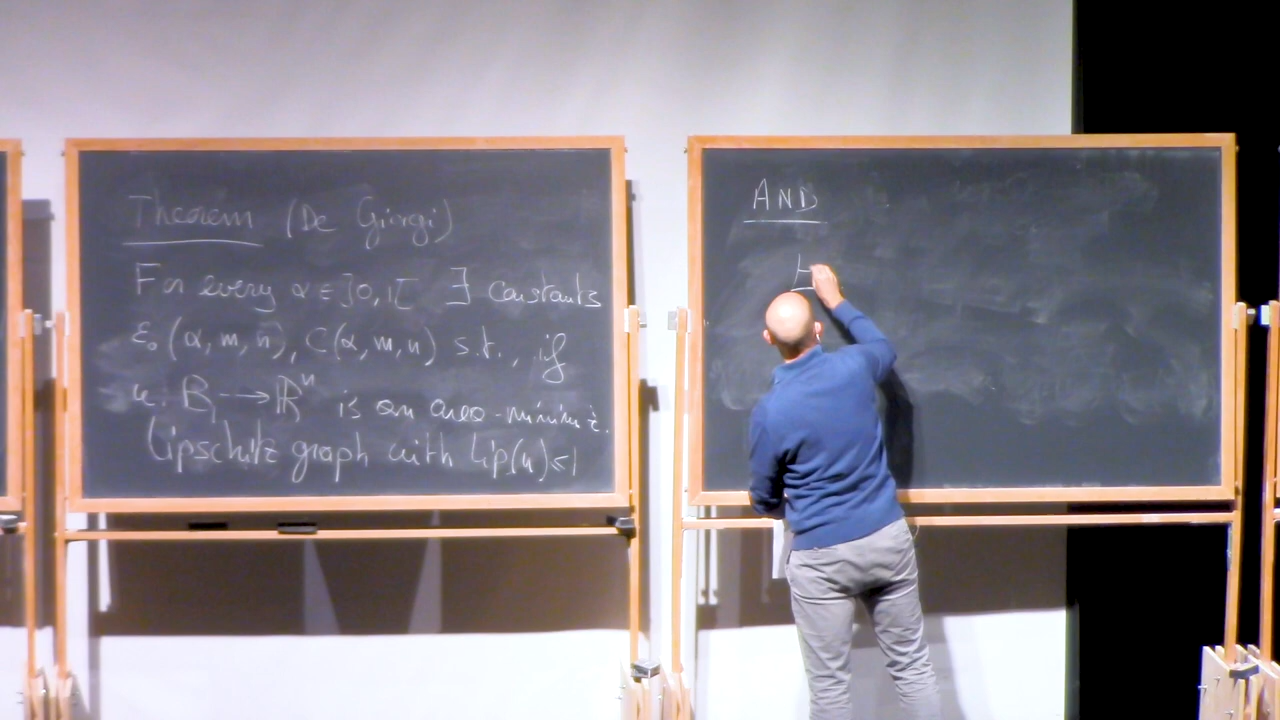 Theorem (De Giorgi)
For every α ∈ ]0,1[ ∃ constants
ε₀ (α, m, n), C(α, m, n) s.t., if
u: B₁ → ℝⁿ is an area-minimiz.
Lipschitz graph with Lip(u) ≤ 1
AND